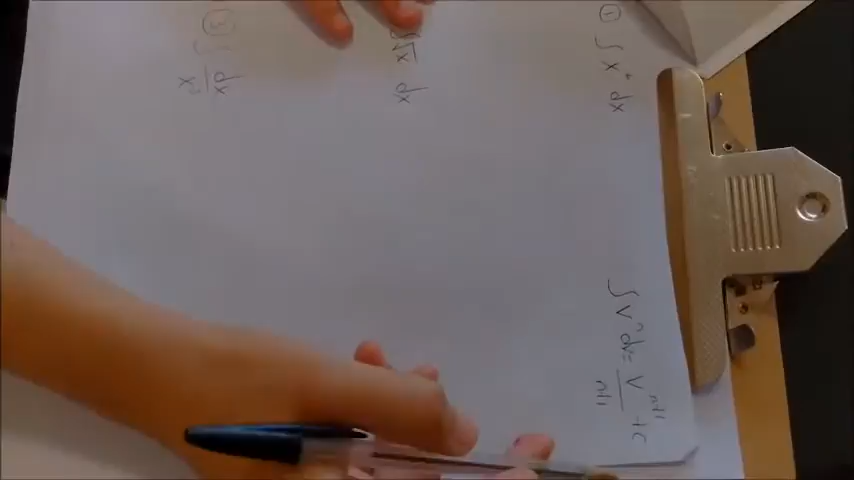 ① ∫ x⁴ dx
∫ vⁿ dv = vⁿ⁺¹/n+1 + C
√x dx
③ ∫ dx/x²